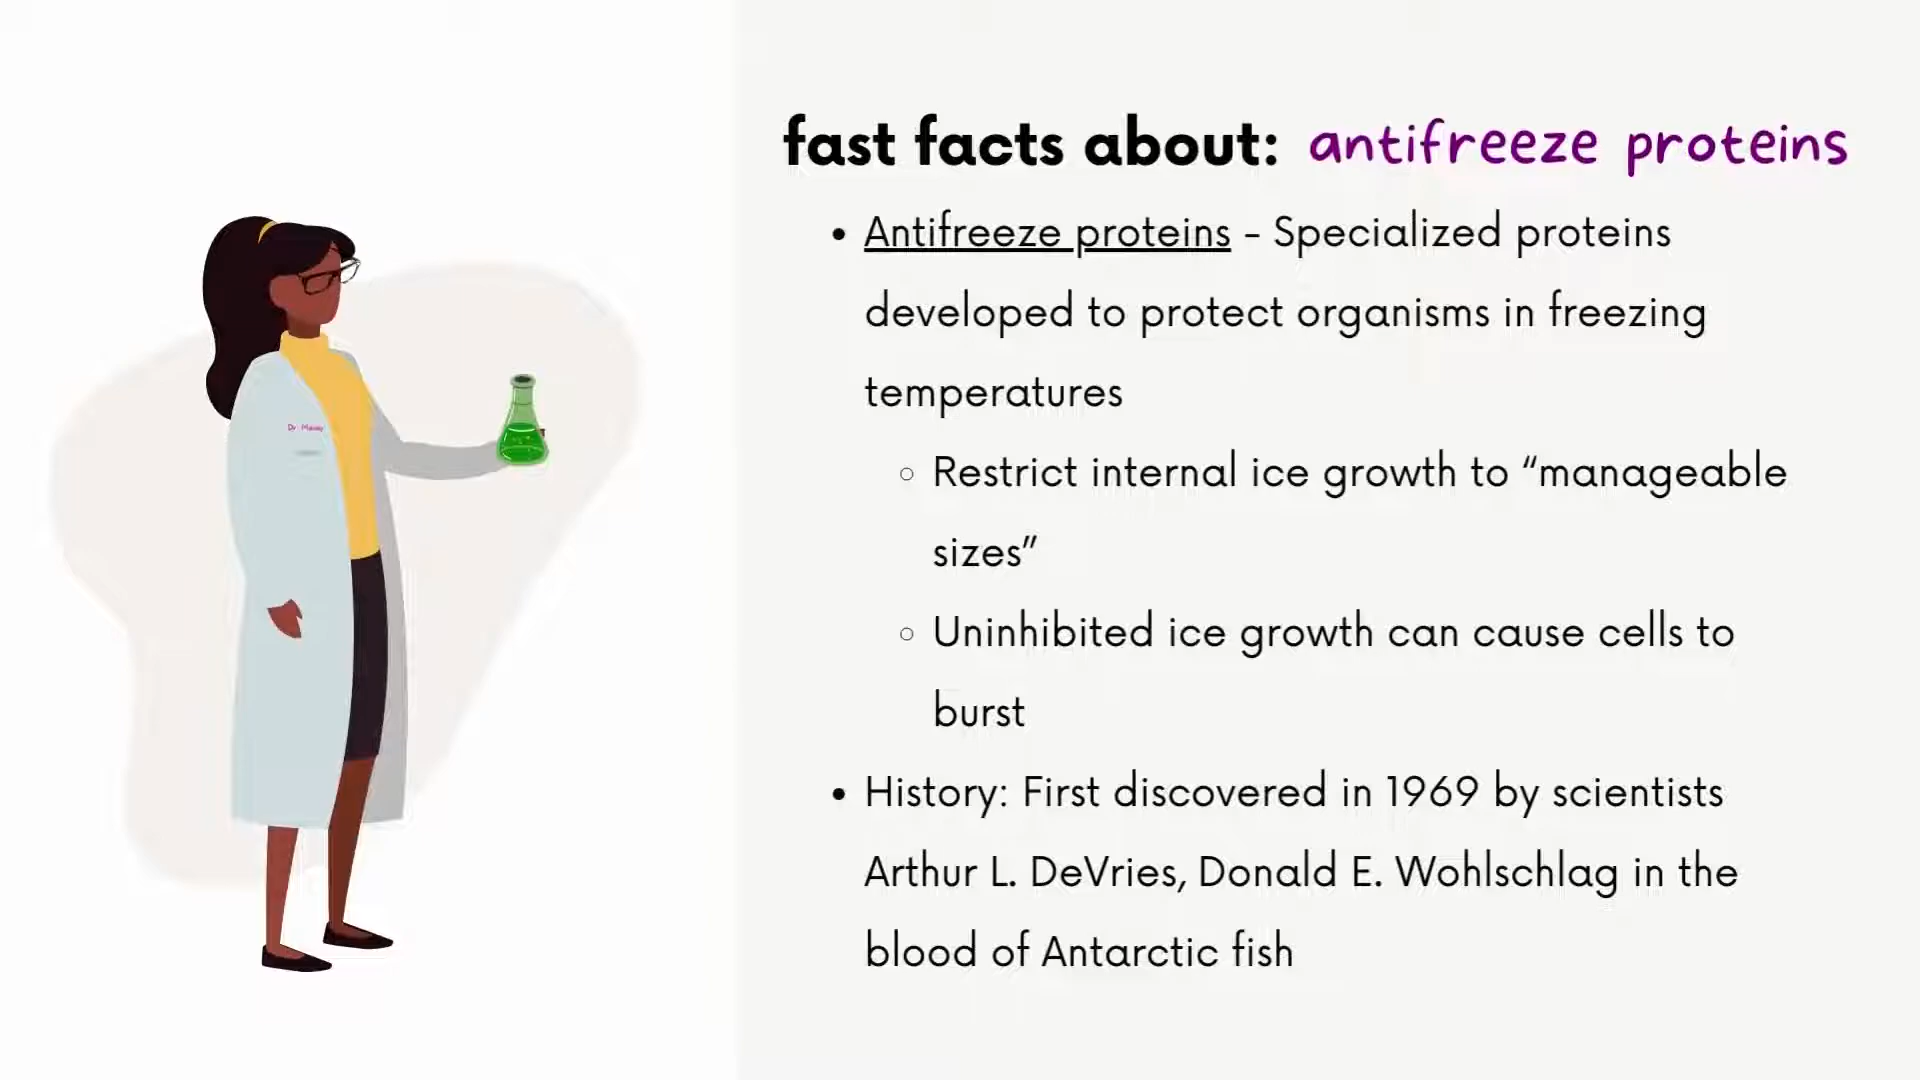 fast facts about: antifreeze proteins
• Antifreeze proteins - Specialized proteins
developed to protect organisms in freezing
temperatures
◦ Restrict internal ice growth to “manageable
sizes”
◦ Uninhibited ice growth can cause cells to
burst
• History: First discovered in 1969 by scientists
Arthur L. DeVries, Donald E. Wohlschlag in the
blood of Antarctic fish
Dr.